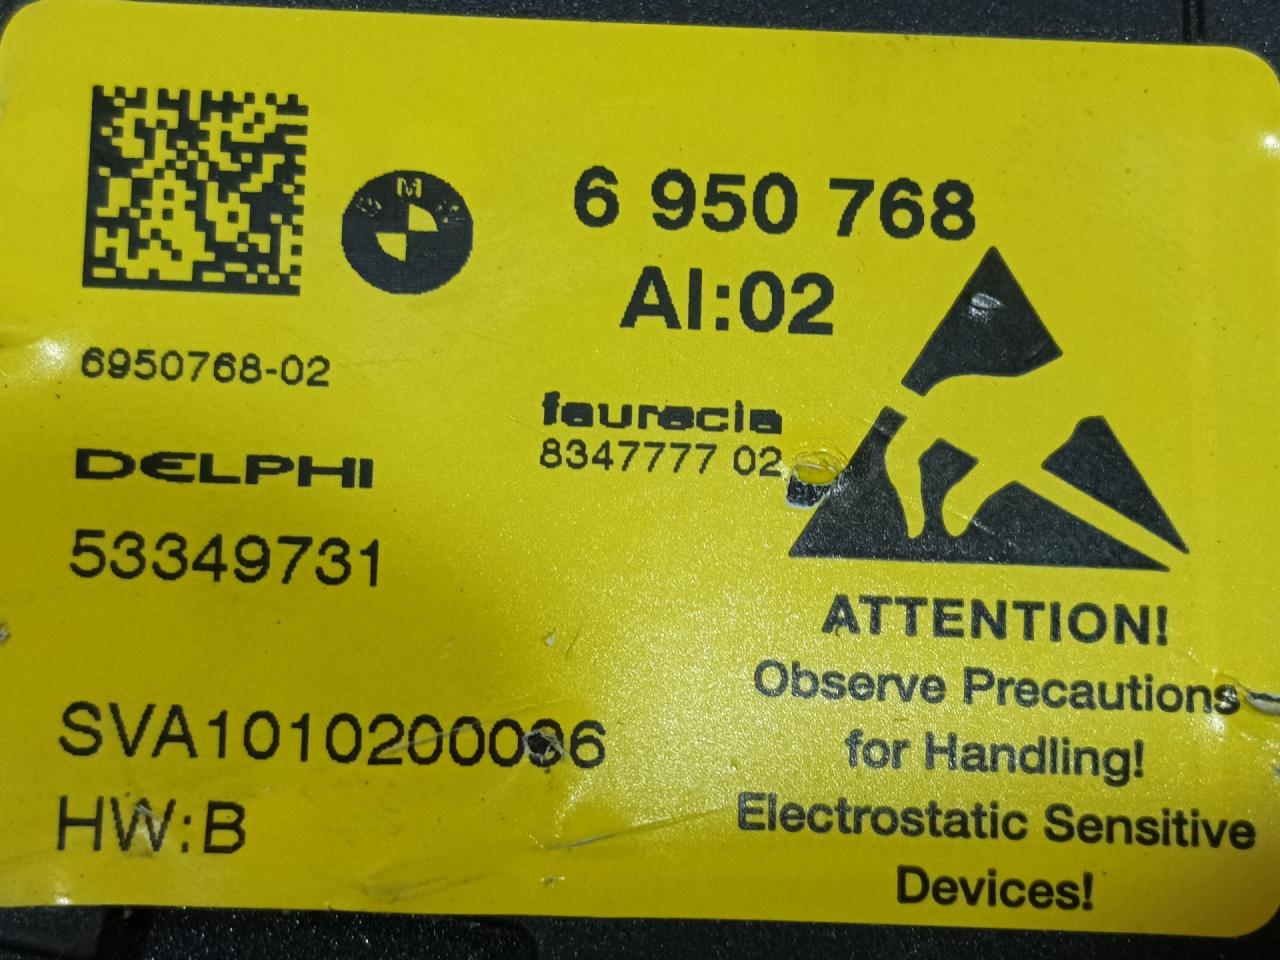 BMW
6 950 768
AI:02
6950768-02
faurecia
8347777 02
DELPHI
53349731
ATTENTION!
Observe Precautions
for Handling!
Electrostatic Sensitive
Devices!
HW:B